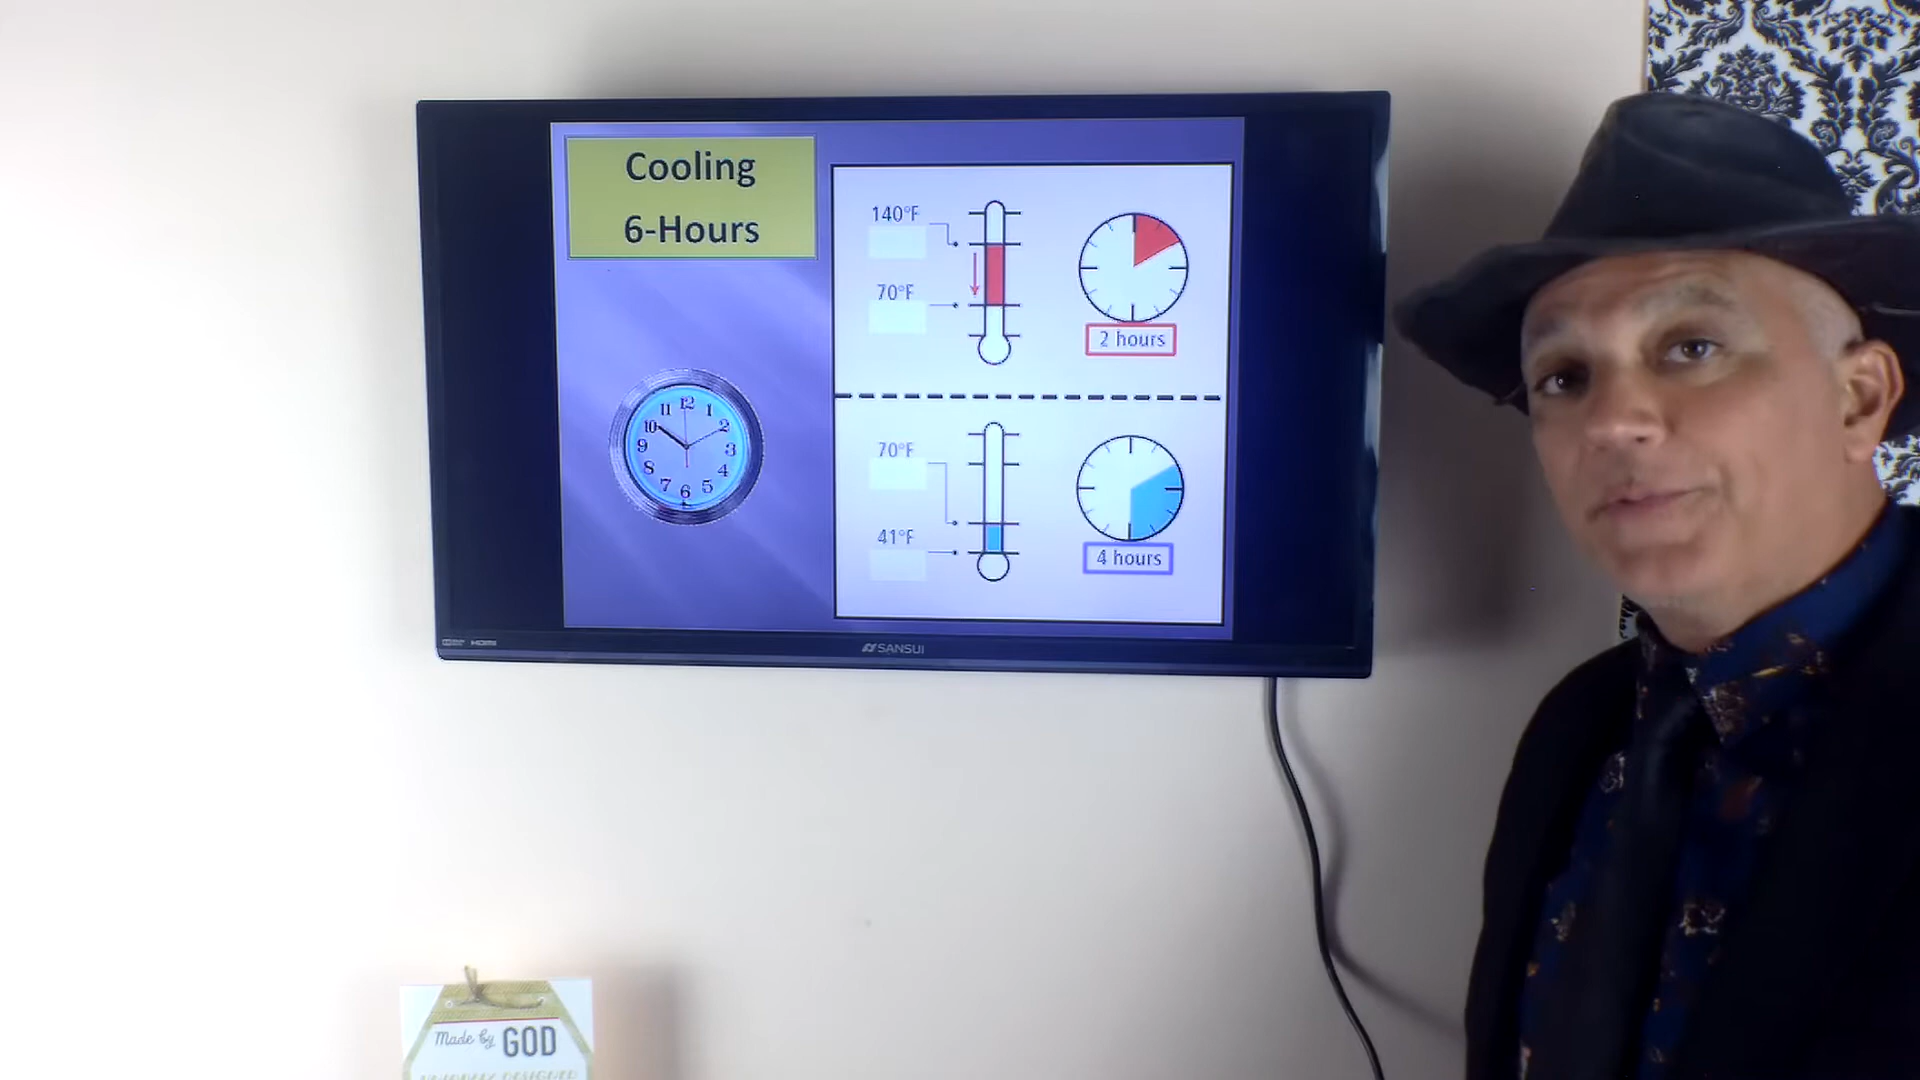 Cooling
6-Hours
140°F
70°F
2 hours
70°F
41°F
4 hours
12
1
2
3
4
5
6
7
8
9
10
11
HDMI
SANSUI
Made by GOD